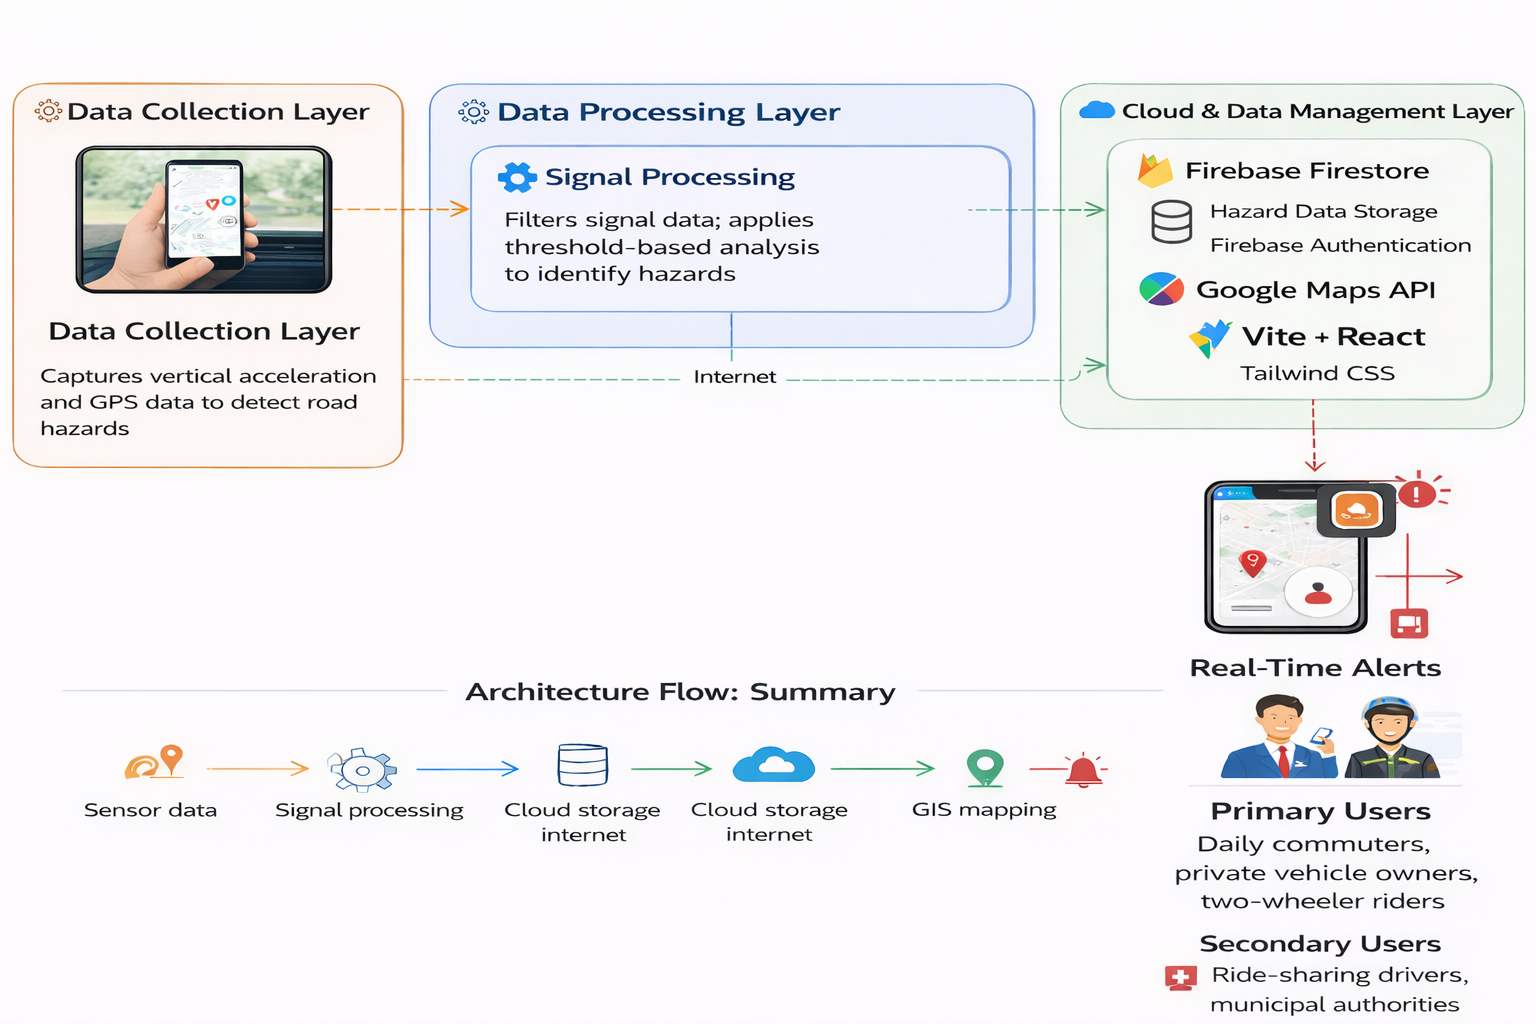 Data Collection Layer
Data Collection Layer
Captures vertical acceleration
and GPS data to detect road
hazards
Data Processing Layer
Signal Processing
Filters signal data; applies
threshold-based analysis
to identify hazards
Internet
Cloud & Data Management Layer
Firebase Firestore
Hazard Data Storage
Firebase Authentication
Google Maps API
Vite + React
Tailwind CSS
9
Real-Time Alerts
Primary Users
Daily commuters,
private vehicle owners,
two-wheeler riders
Secondary Users
Ride-sharing drivers,
municipal authorities
Architecture Flow: Summary
Sensor data
Signal processing
Cloud storage
internet
Cloud storage
internet
GIS mapping